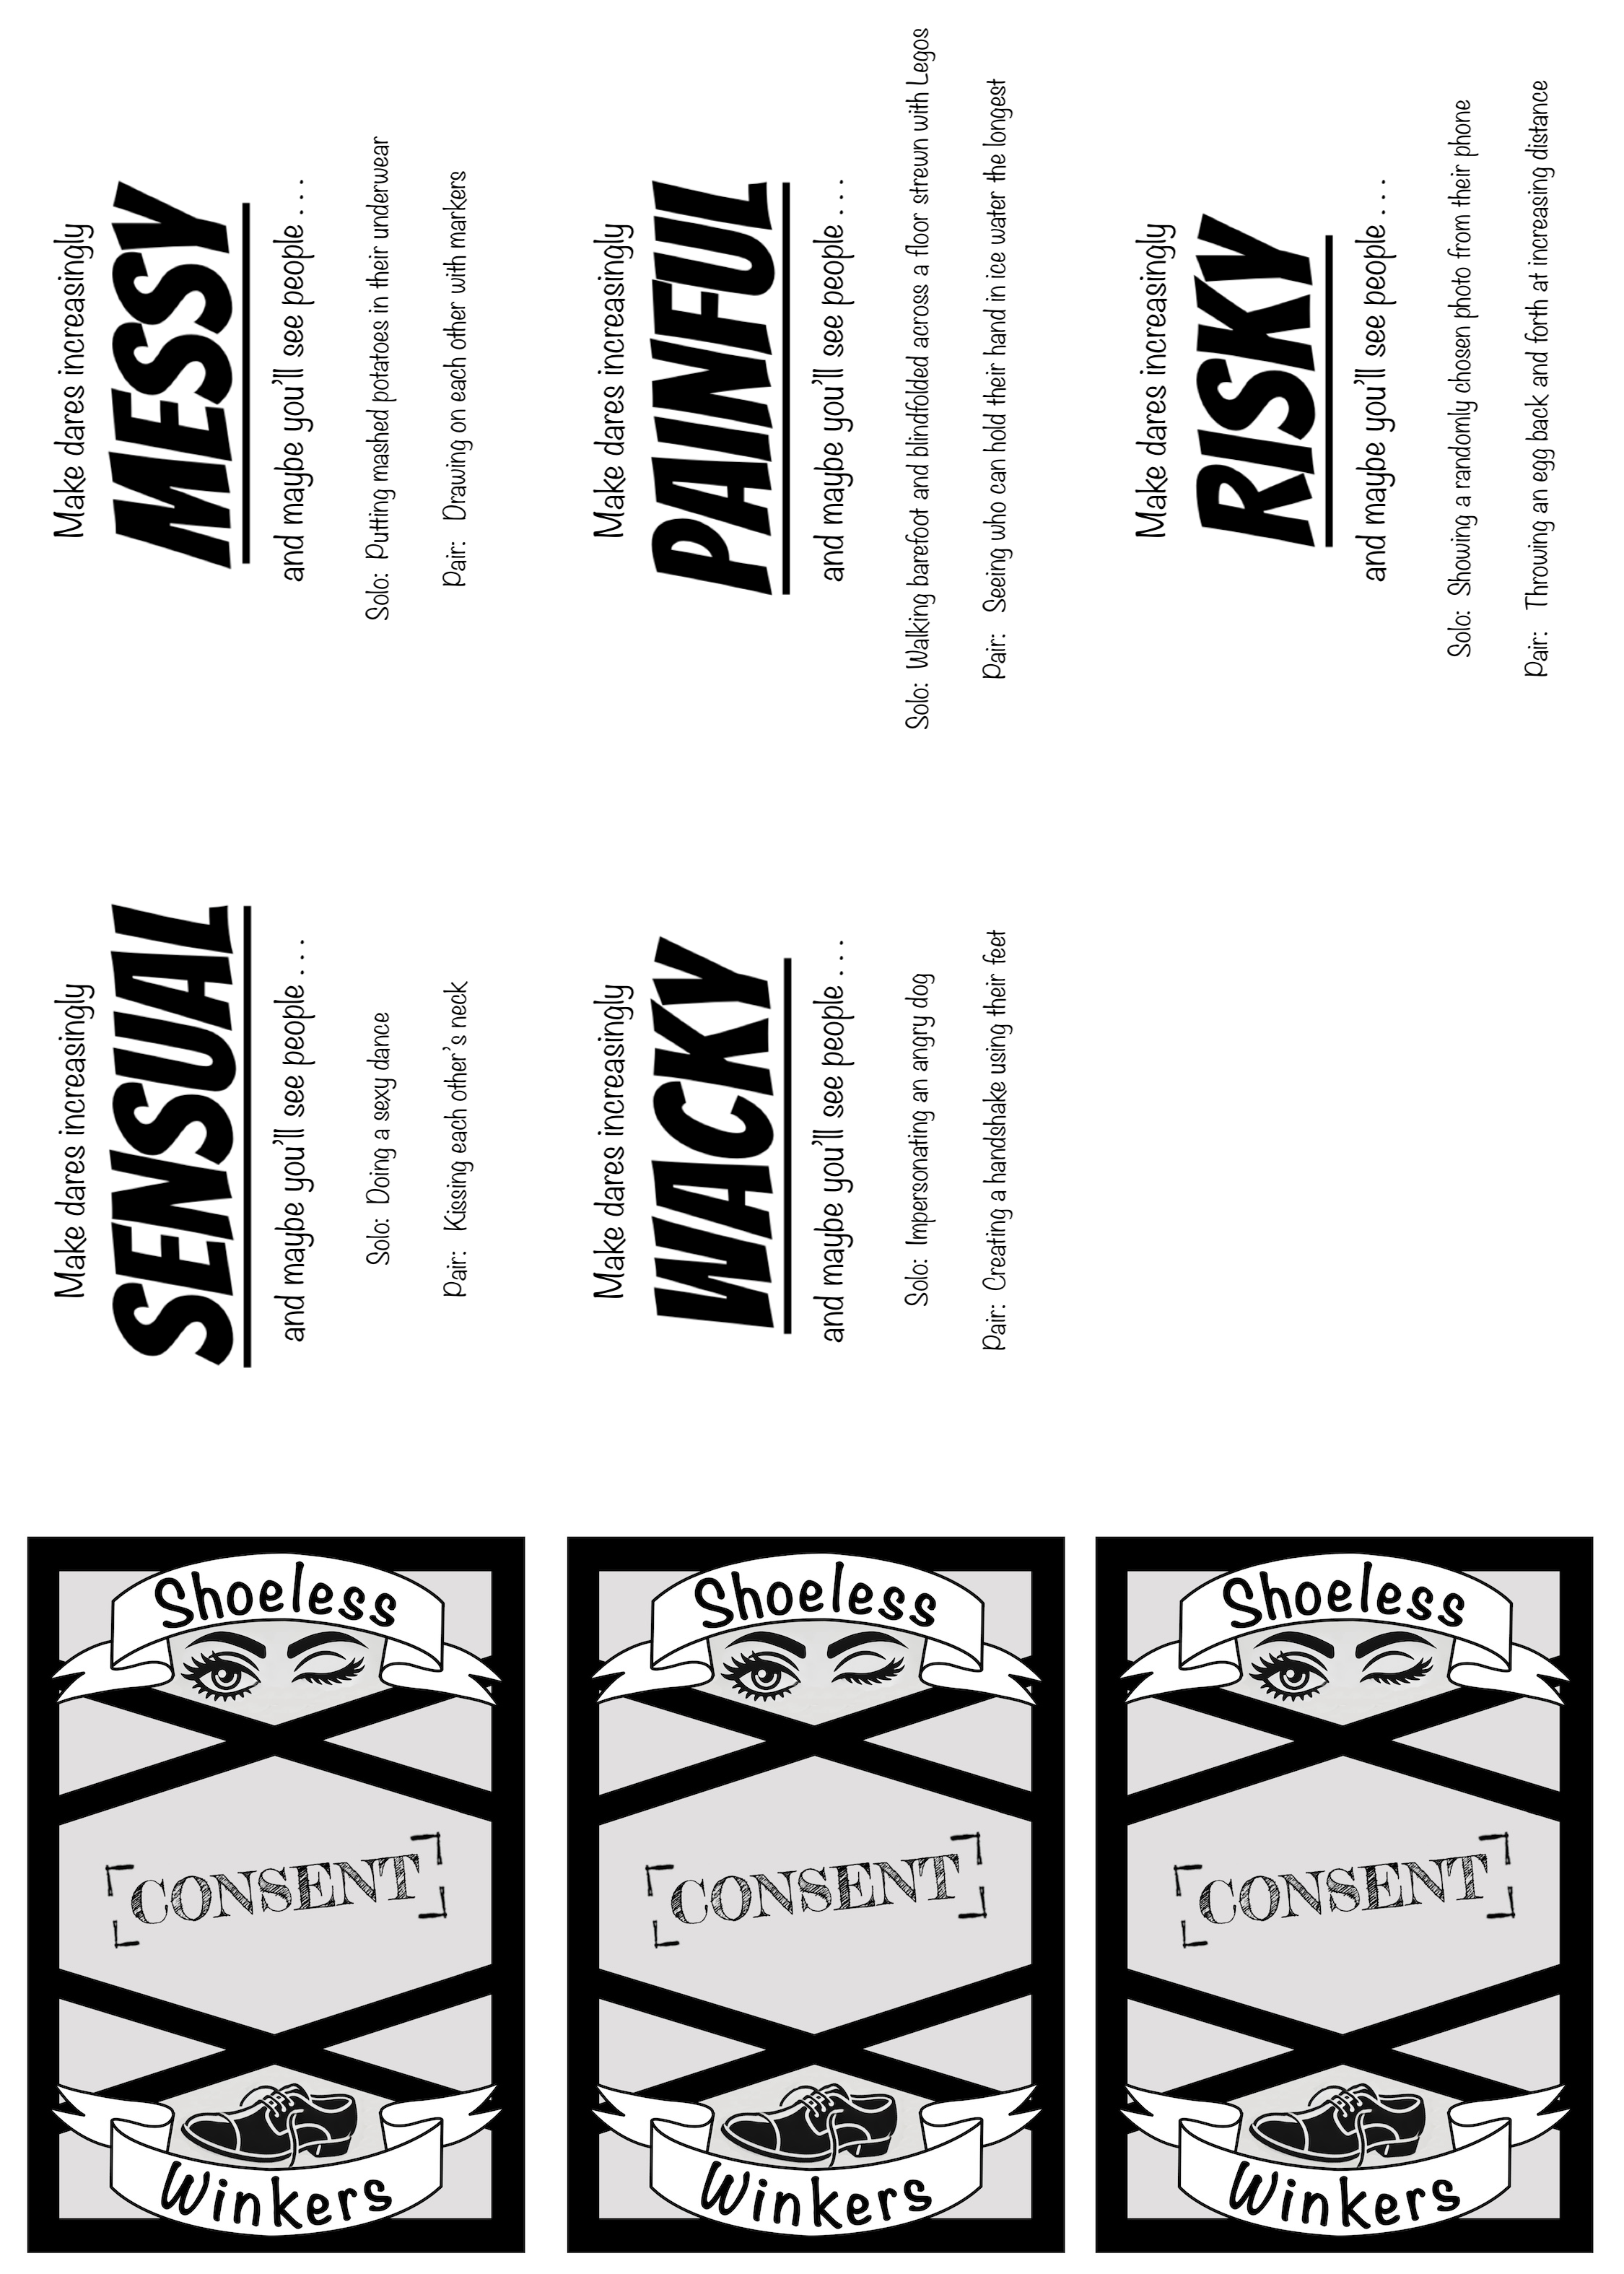 Make dares increasingly
MESSY
and maybe you'll see people . . .
Solo: Putting mashed potatoes in their underwear
Pair: Drawing on each other with markers
Make dares increasingly
PAINFUL
and maybe you'll see people . . .
Solo: Walking barefoot and blindfolded across a floor strewn with Legos
Pair: Seeing who can hold their hand in ice water the longest
Make dares increasingly
RISKY
and maybe you'll see people . . .
Solo: Showing a randomly chosen photo from their phone
Pair: Throwing an egg back and forth at increasing distance
Make dares increasingly
SENSUAL
and maybe you'll see people . . .
Solo: Doing a sexy dance
Pair: Kissing each other's neck
Make dares increasingly
WACKY
and maybe you'll see people . . .
Solo: Impersonating an angry dog
Pair: Creating a handshake using their feet
Shoeless
CONSENT
Winkers
Shoeless
CONSENT
Winkers
Shoeless
CONSENT
Winkers